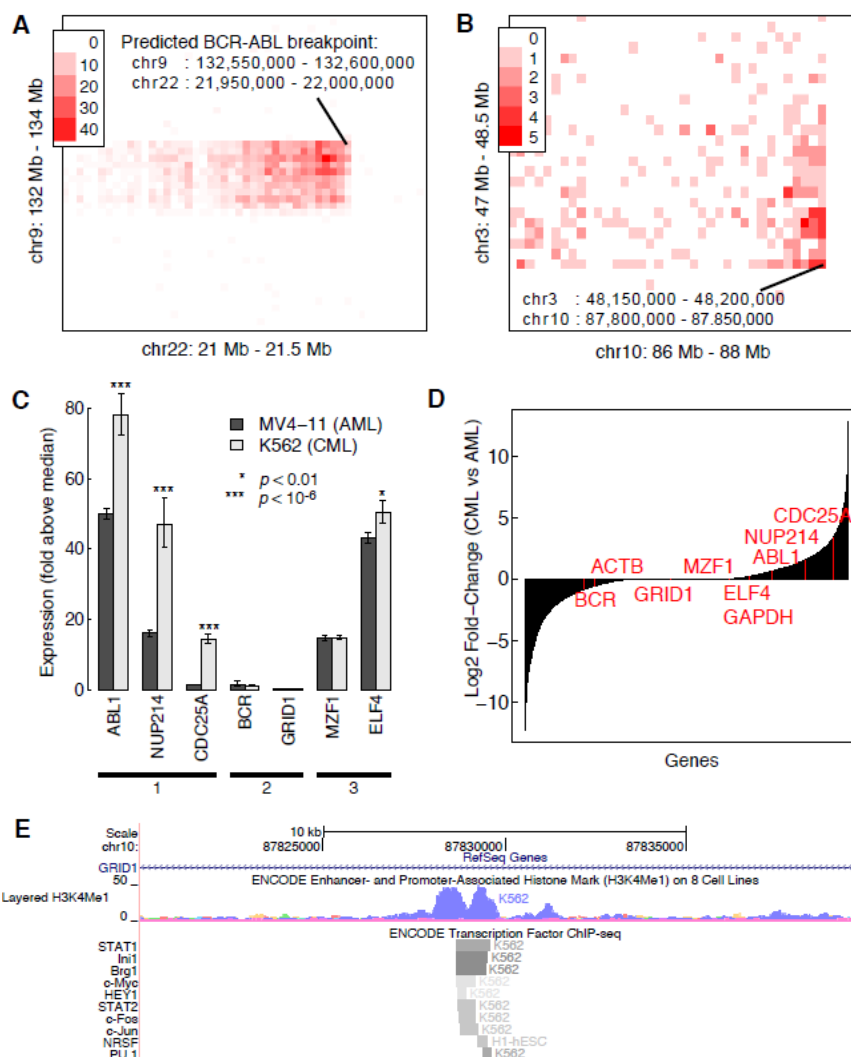 A
0
10
20
30
40
Predicted BCR-ABL breakpoint:
chr9 : 132,550,000 - 132,600,000
chr22 : 21,950,000 - 22,000,000
chr9: 132 Mb - 134 Mb
chr22: 21 Mb - 21.5 Mb
B
0
1
2
3
4
5
chr3: 47 Mb - 48.5 Mb
chr3 : 48,150,000 - 48,200,000
chr10 : 87,800,000 - 87.850,000
chr10: 86 Mb - 88 Mb
C
Expression (fold above median)
80
60
40
20
0
***
***
***
*
MV4-11 (AML)
K562 (CML)
* p < 0.01
*** p < 10-6
ABL1
NUP214
CDC25A
BCR
GRID1
MZF1
ELF4
1
2
3
D
Log2 Fold-Change (CML vs AML)
10
5
0
−5
−10
CDC25A
NUP214
ABL1
ACTB
MZF1
BCR
GRID1
ELF4
GAPDH
Genes
E
Scale
10 kb
chr10:
87825000
87830000
87835000
RefSeq Genes
GRID1
50
ENCODE Enhancer- and Promoter-Associated Histone Mark (H3K4Me1) on 8 Cell Lines
Layered H3K4Me1
K562
0
ENCODE Transcription Factor ChIP-seq
STAT1 K562
Ini1 K562
Brg1 K562
c-Myc K562
HEY1 K562
STAT2 K562
c-Fos K562
c-Jun K562
NRSF H1-hESC
PU.1 K562